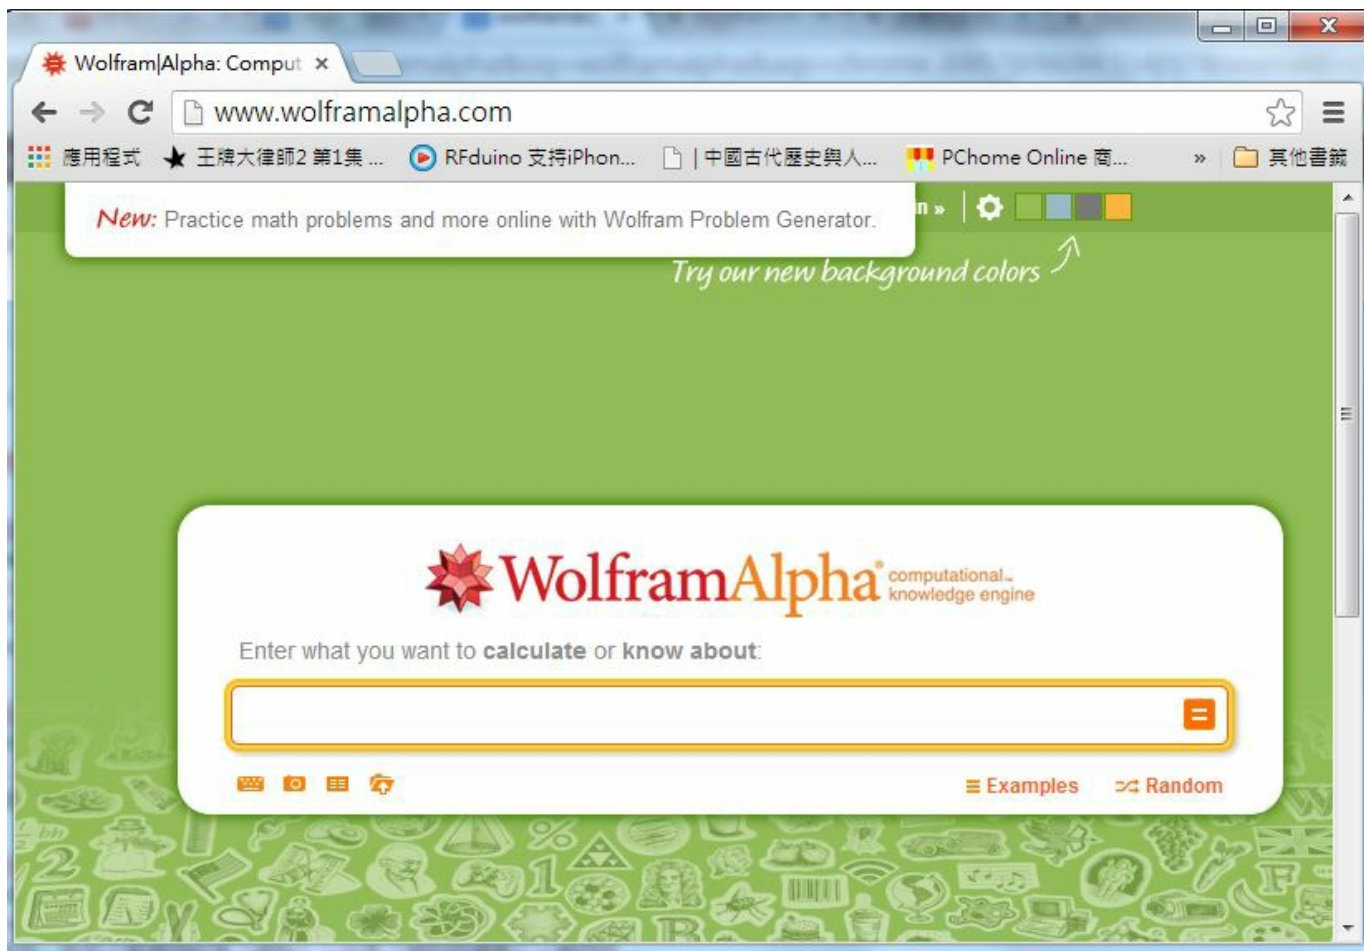 Wolfram|Alpha: Comput
www.wolframalpha.com
應用程式 王牌大律師2 第1集 ... RFduino 支持iPhon... | 中國古代歷史與人... PChome Online 商... » 其他書籤
New: Practice math problems and more online with Wolfram Problem Generator.
n »
Try our new background colors
WolframAlpha® computational™
knowledge engine
Enter what you want to calculate or know about:
=
Examples Random